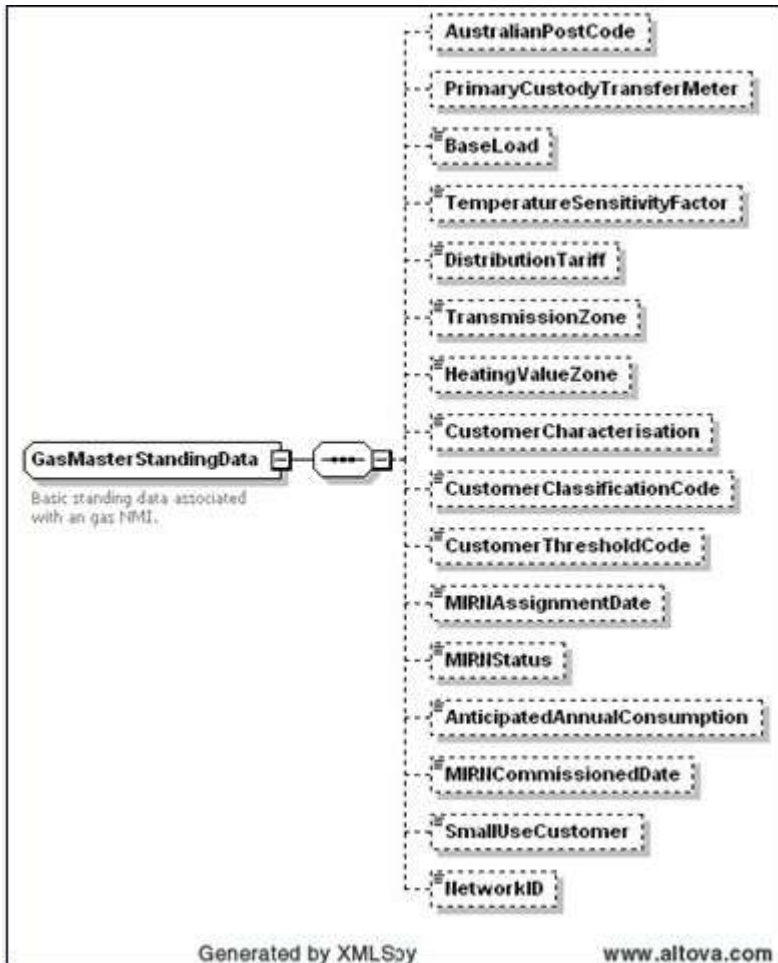 AustralianPostCode
PrimaryCustodyTransferMeter
BaseLoad
TemperatureSensitivityFactor
DistributionTariff
TransmissionZone
HeatingValueZone
GasMasterStandingData
Basic standing data associated
with an gas NMI.
CustomerCharacterisation
CustomerClassificationCode
CustomerThresholdCode
MIRNAssignmentDate
MIRNStatus
AnticipatedAnnualConsumption
MIRNCommissionedDate
SmallUseCustomer
NetworkID
Generated by XMLSpy
www.altova.com